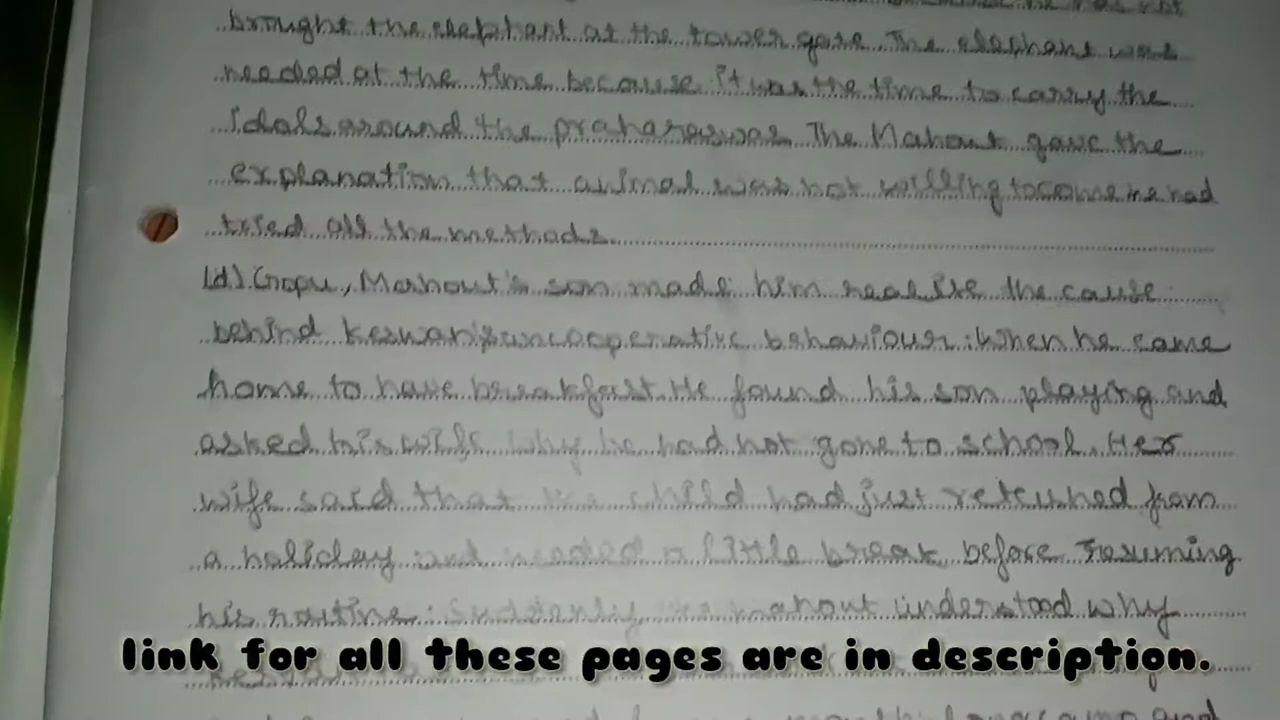 brought the elephant at the tower gate. The elephant was
needed at the time because it was the time to carry the
idols around the The Mahout gave the
explanation that animal was not willing to come he had
tried all the methods.
(d) Gopu, Mahout's son made him realise the cause
behind uncooperative behaviour. When he came
home to have breakfast. He found his son playing and
asked his wife why he had not gone to school. Her
wife said that the child had just returned from
a holiday and needed a little break before resuming
his routine. Suddenly the mahout understood why
link for all these pages are in description.